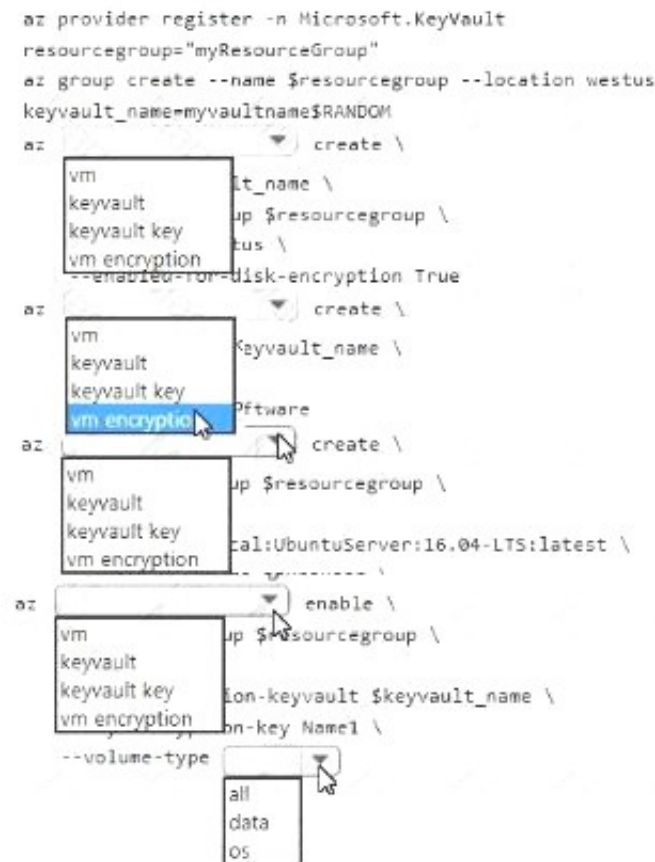 az provider register -n Microsoft.KeyVault
resourcegroup="myResourceGroup"
az group create --name $resourcegroup --location westus
keyvault_name=myvaultname$RANDOM
az create \
vm
keyvault
keyvault key
vm encryption
lt_name \
up $resourcegroup \
tus \
--enabled-for-disk-encryption True
az create \
vm
keyvault
keyvault key
vm encryptio
eyvault_name \
ftware
az create \
vm
keyvault
keyvault key
vm encryption
up $resourcegroup \
cal:UbuntuServer:16.04-LTS:latest \
az enable \
vm
keyvault
keyvault key
vm encryption
up $resourcegroup \
ion-keyvault $keyvault_name \
on-key Name1 \
--volume-type
all
data
os